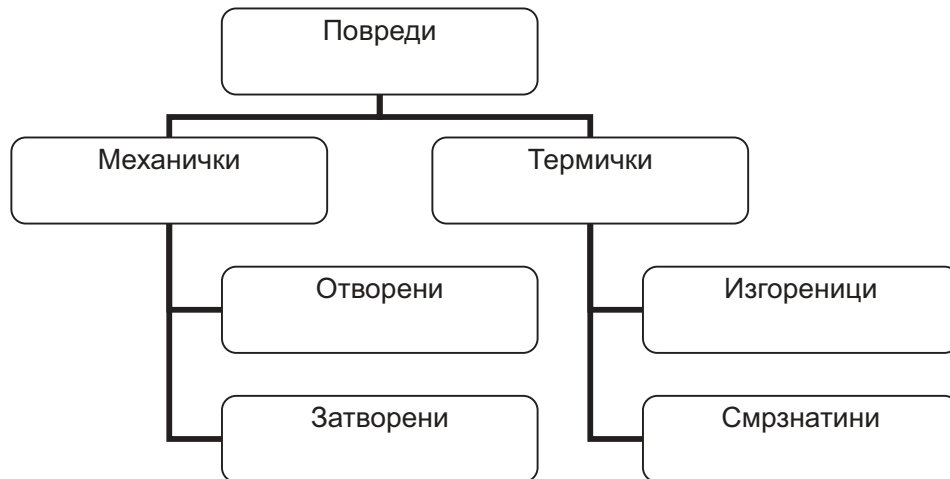 Повреди
Механички
Термички
Отворени
Изгореници
Затворени
Смрзнатини